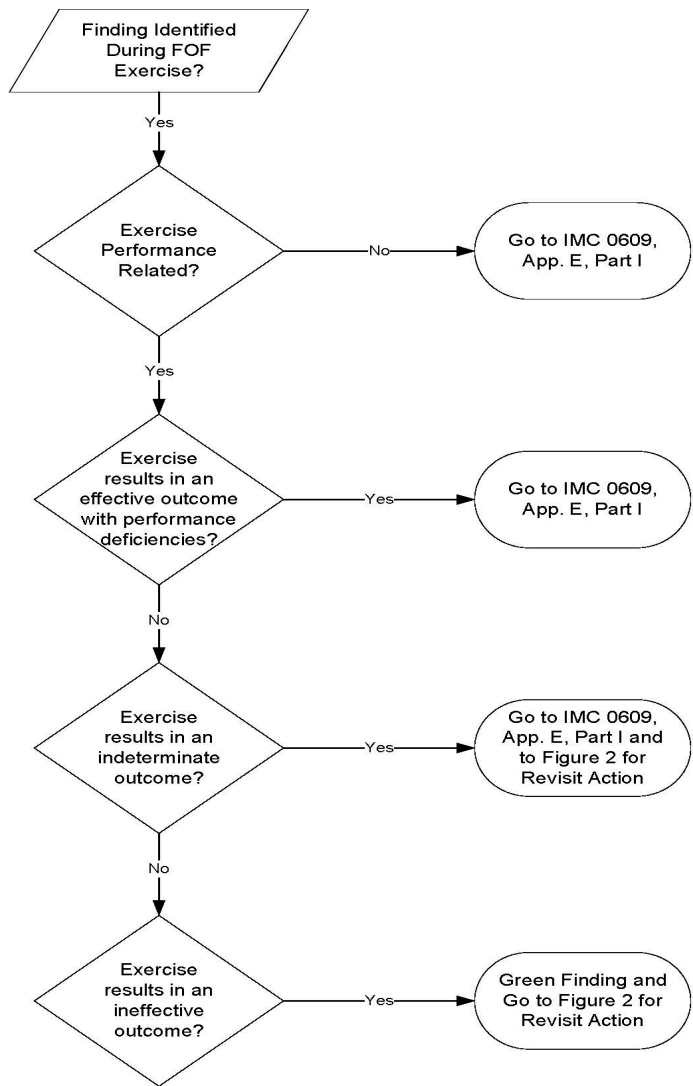 Finding Identified
During FOF
Exercise?
Yes
Exercise
Performance
Related?
No
Go to IMC 0609,
App. E, Part I
Yes
Exercise
results in an
effective outcome
with performance
deficiencies?
Yes
Go to IMC 0609,
App. E, Part I
No
Exercise
results in an
indeterminate
outcome?
Yes
Go to IMC 0609,
App. E, Part I and
to Figure 2 for
Revisit Action
No
Exercise
results in an
ineffective
outcome?
Yes
Green Finding and
Go to Figure 2 for
Revisit Action